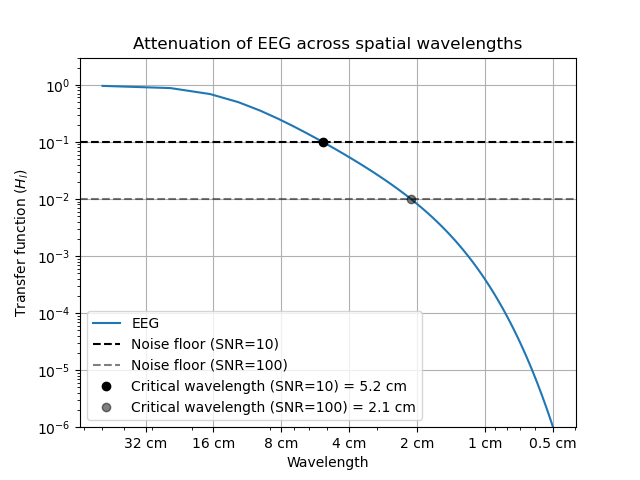 Attenuation of EEG across spatial wavelengths
Transfer function (H_l)
10^0
10^-1
10^-2
10^-3
10^-4
10^-5
10^-6
EEG
Noise floor (SNR=10)
Noise floor (SNR=100)
Critical wavelength (SNR=10) = 5.2 cm
Critical wavelength (SNR=100) = 2.1 cm
32 cm 16 cm 8 cm 4 cm 2 cm 1 cm 0.5 cm
Wavelength